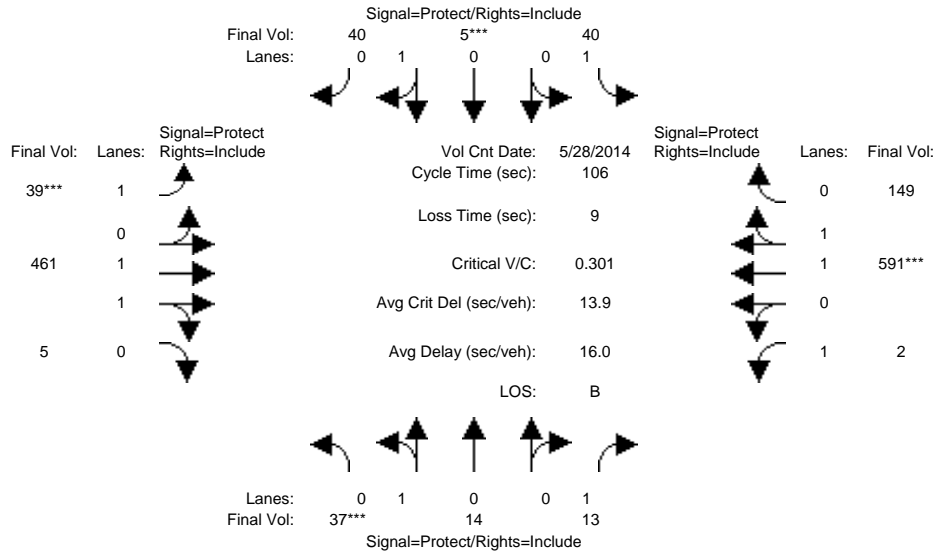 Signal=Protect/Rights=Include
Final Vol: 40 5*** 40
Lanes: 0 1 0 0 1
Signal=Protect
Final Vol: Lanes: Rights=Include
Vol Cnt Date: 5/28/2014
Signal=Protect
Rights=Include Lanes: Final Vol:
Cycle Time (sec): 106
39*** 1
0 149
Loss Time (sec): 9
0
1
461 1
Critical V/C: 0.301
1 591***
1
Avg Crit Del (sec/veh): 13.9
0
5 0
Avg Delay (sec/veh): 16.0
1 2
LOS: B
Lanes: 0 1 0 0 1
Final Vol: 37*** 14 13
Signal=Protect/Rights=Include